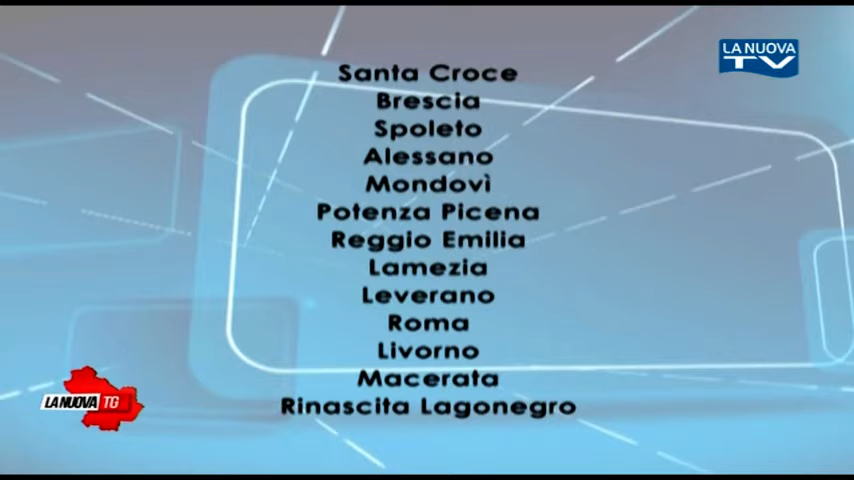 LA NUOVA
TV
Santa Croce
Brescia
Spoleto
Alessano
Mondovì
Potenza Picena
Reggio Emilia
Lamezia
Leverano
Roma
Livorno
Macerata
Rinascita Lagonegro
LA NUOVA TG